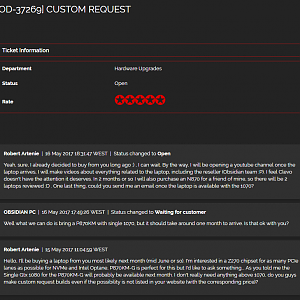 OD-37269] CUSTOM REQUEST
Ticket Information
Department Hardware Upgrades
Status Open
Rate
Robert Artenie | 16 May 2017 18:31:47 WEST | Status changed to Open
Yeah, sure, I already decided to buy from you long ago :) , I can wait. By the way, I will be opening a youtube channel once the
laptop arrives, I will make videos about everything related to the laptop, including the reseller (Obsidian team :P). I feel Clevo
doesn't have the attention it deserves. In 2 months or so I will also purchase an N870 for a friend of mine, so there will be 2
laptops reviewed :D . One last thing, could you send me an email once the laptop is available with the 1070?
OBSIDIAN PC | 16 May 2017 17:49:26 WEST | Status changed to Waiting for customer
Well what we can do is bring a P870KM with single 1070, but it should take around one month to arrive. Is that ok with you?
Robert Artenie | 15 May 2017 11:04:59 WEST
Hello, I'll be buying a laptop from you most likely next month (mid June or so). I'm interested in a Z270 chipset for as many PCIe
lanes as possible for NVMe and Intel Optane. P870KM-G is perfect for this but I'd like to ask something... As you told me the
Single Gtx 1080 for the P870KM-G will probably be available next month. I don't really need anything above 1070, do you guys
make custom request builds even if the possibility is not listed in your website (with the corresponding price)?